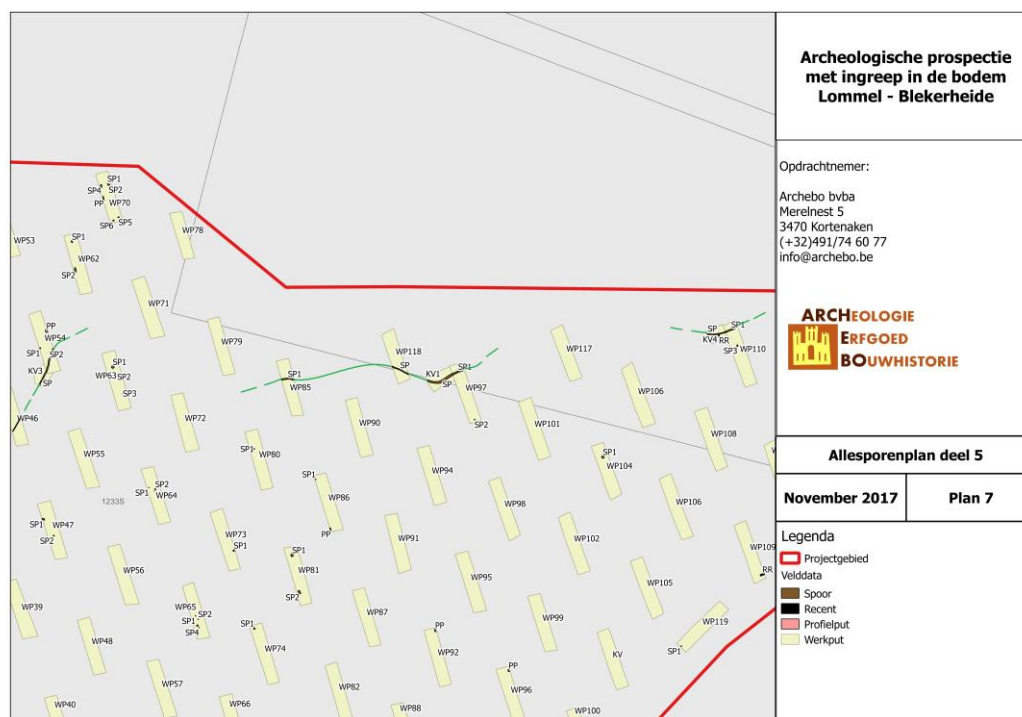 Archeologische prospectie
met ingreep in de bodem
Lommel - Blekerheide
Opdrachtnemer:
Archebo bvba
Merelnest 5
3470 Kortenaken
(+32)491/74 60 77
info@archebo.be
ARCHEOLOGIE
ERFGOED
BOUWHISTORIE
Allesporenplan deel 5
November 2017
Plan 7
Legenda
Projectgebied
Velddata
Spoor
Recent
Profielput
Werkput
SP1
SP4 SP2
PP WP70
SP6 SP5
WP53
SP1
WP62
SP2
WP78
WP71
WP79
PP
WP54
SP1 SP2
KV3
SP
SP1
WP63 SP2
SP3
SP1
WP85
WP118
SP
KV1
SP1
SP
WP97
SP2
WP117
SP SP1
KV4 RR
SP3 WP110
WP46
WP72
WP90
WP101
WP106
WP108
WP55
SP1
WP80
WP94
SP1
WP104
1233S
SP1 SP2
WP64
SP1
WP86
PP
WP98
WP106
SP1
WP47
SP2
WP73
SP1
WP91
WP102
WP109
RR
WP56
SP1
WP81
SP2
WP95
WP105
WP39
WP65 SP2
SP1
SP4
WP87
WP99
WP119
SP1
WP48
SP1
WP74
PP
WP92
KV
WP57
WP82
PP
WP96
WP40
WP66
WP88
WP100